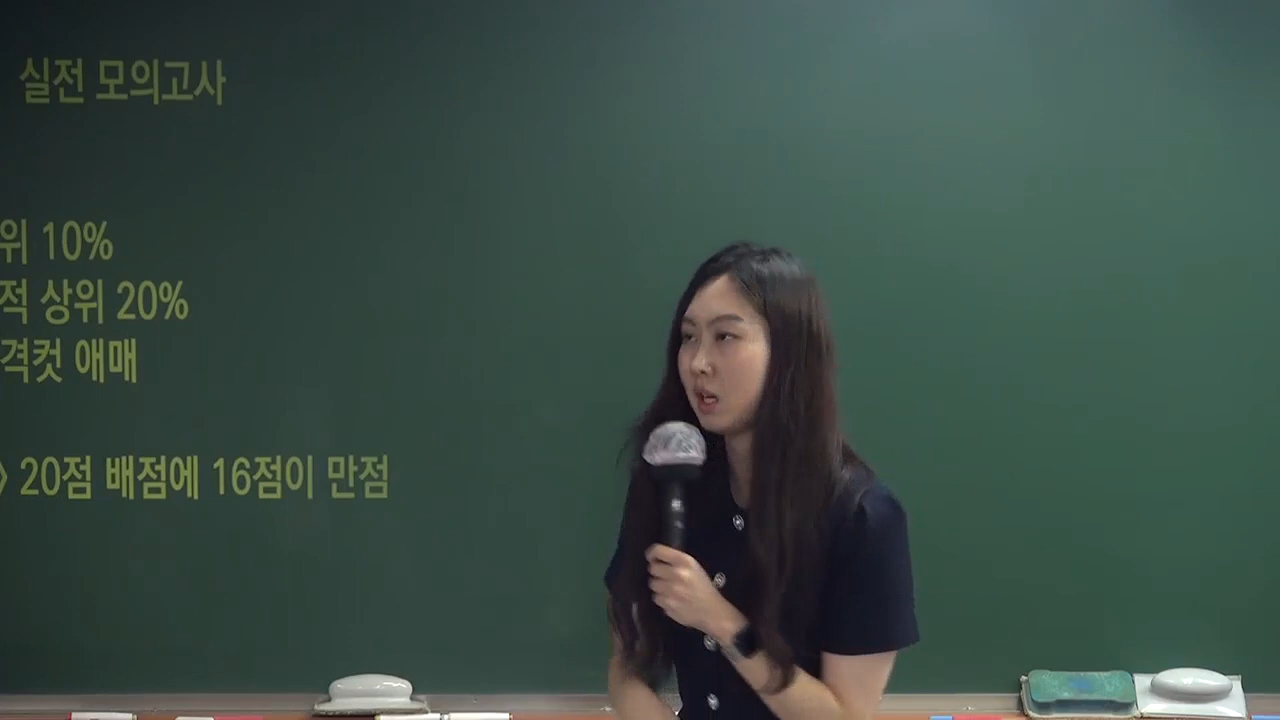 실전 모의고사
위 10%
적 상위 20%
격컷 애매
> 20점 배점에 16점이 만점